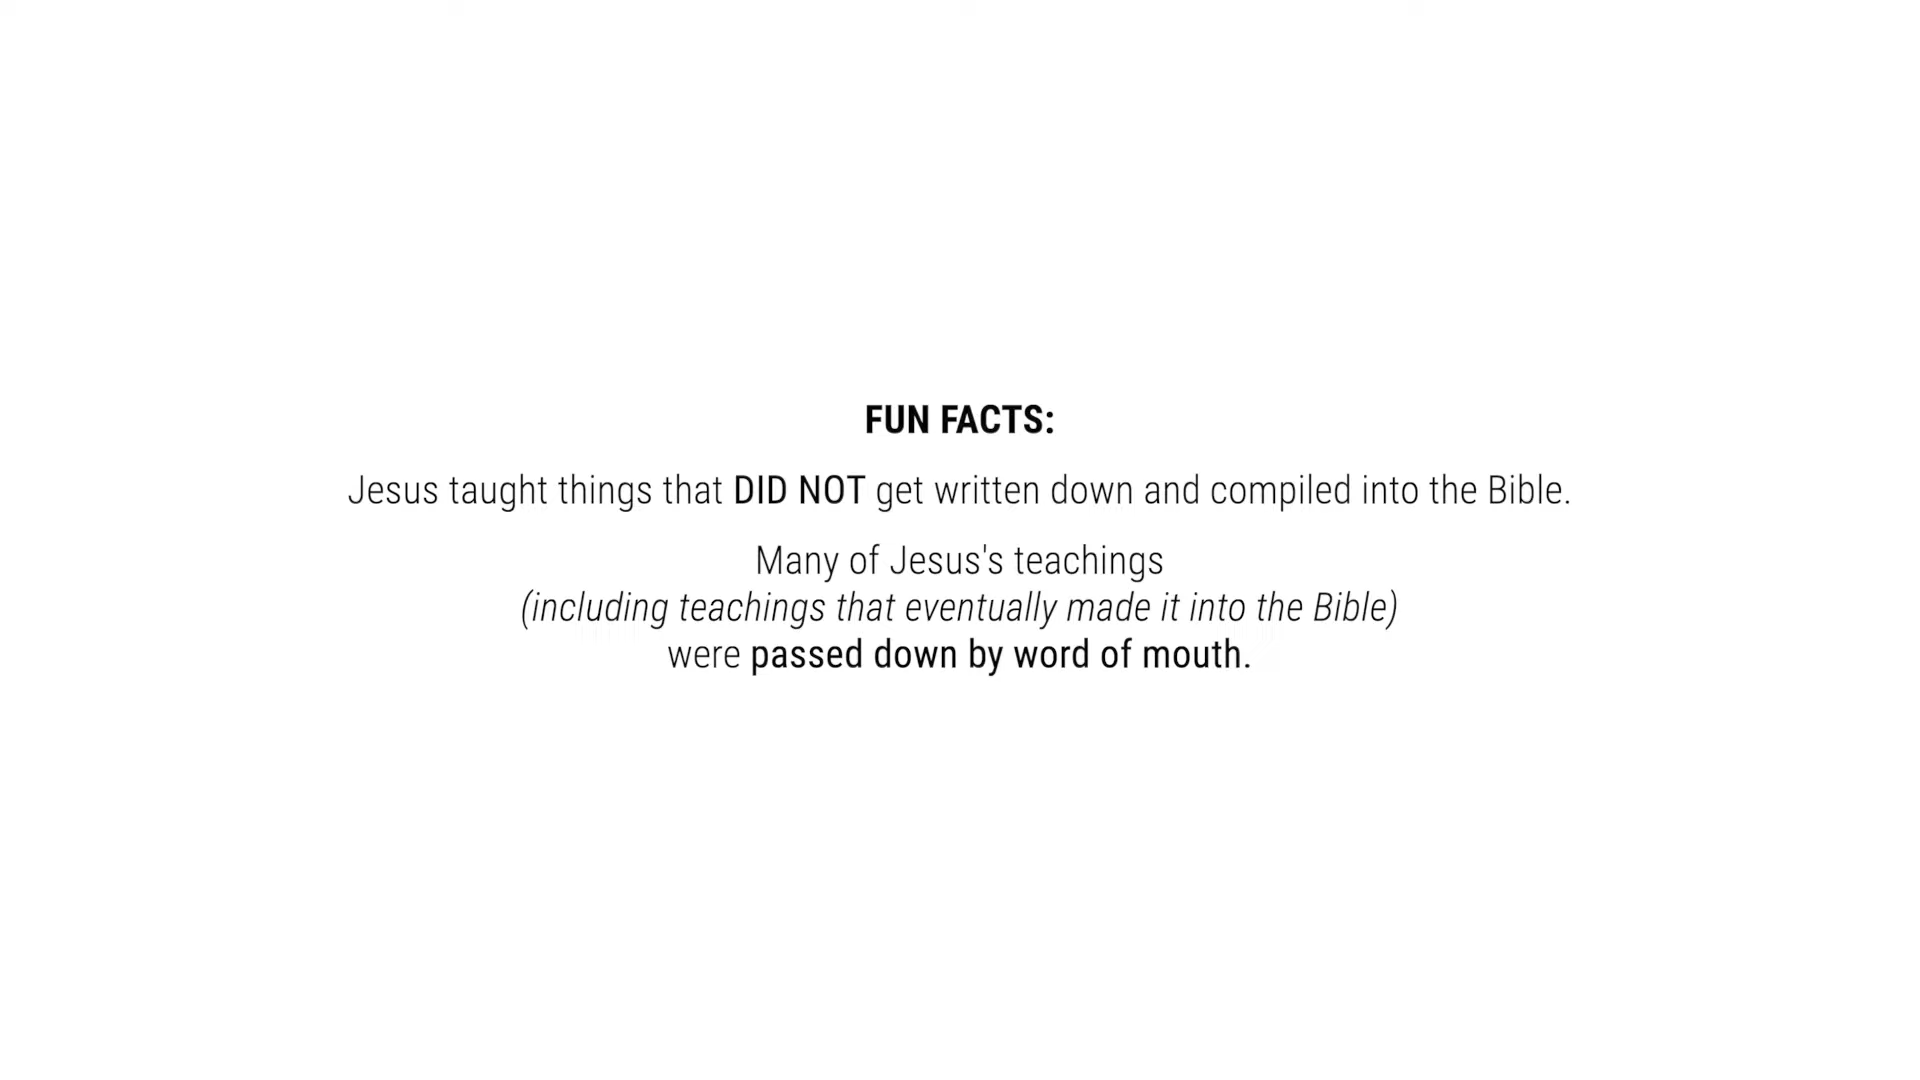 FUN FACTS:
Jesus taught things that DID NOT get written down and compiled into the Bible.
Many of Jesus's teachings
(including teachings that eventually made it into the Bible)
were passed down by word of mouth.